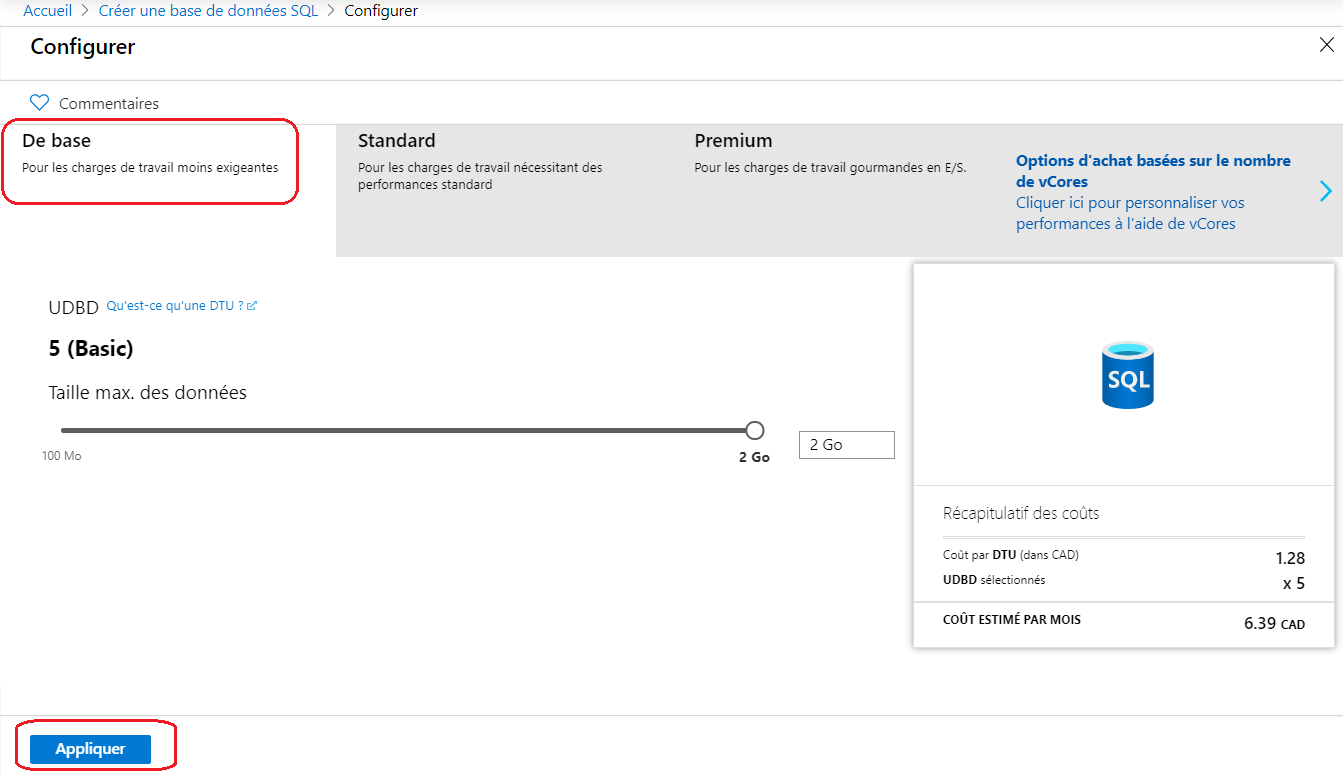 Accueil > Créer une base de données SQL > Configurer
Configurer
Commentaires
De base
Pour les charges de travail moins exigeantes
Standard
Pour les charges de travail nécessitant des
performances standard
Premium
Pour les charges de travail gourmandes en E/S.
Options d'achat basées sur le nombre
de vCores
Cliquer ici pour personnaliser vos
performances à l'aide de vCores
UDBD Qu'est-ce qu'une DTU ?
5 (Basic)
Taille max. des données
100 Mo
2 Go
2 Go
SQL
Récapitulatif des coûts
Coût par DTU (dans CAD) 1.28
UDBD sélectionnés x 5
COÛT ESTIMÉ PAR MOIS 6.39 CAD
Appliquer